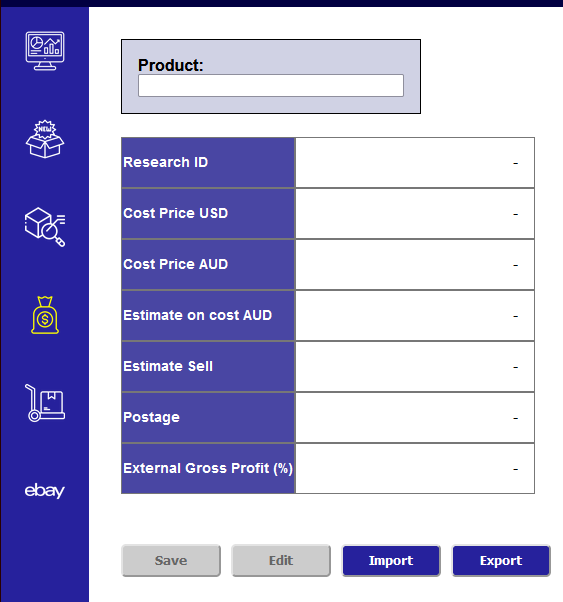 NEW
Product:
Research ID -
Cost Price USD -
Cost Price AUD -
Estimate on cost AUD -
Estimate Sell -
Postage -
External Gross Profit (%) -
$
ebay
Save Edit Import Export